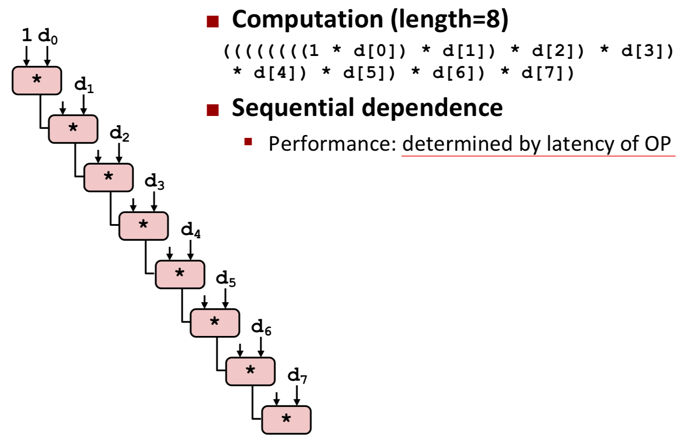 Computation (length=8)
((((((((1 * d[0]) * d[1]) * d[2]) * d[3])
* d[4]) * d[5]) * d[6]) * d[7])
Sequential dependence
Performance: determined by latency of OP
1 d0
*
d1
*
d2
*
d3
*
d4
*
d5
*
d6
*
d7
*